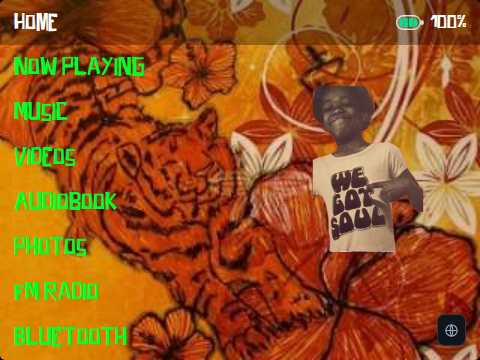 HOME
100%
NOW PLAYING
MUSIC
VIDEOS
AUDIOBOOK
PHOTOS
FM RADIO
BLUETOOTH
WE
GOT
SOUL